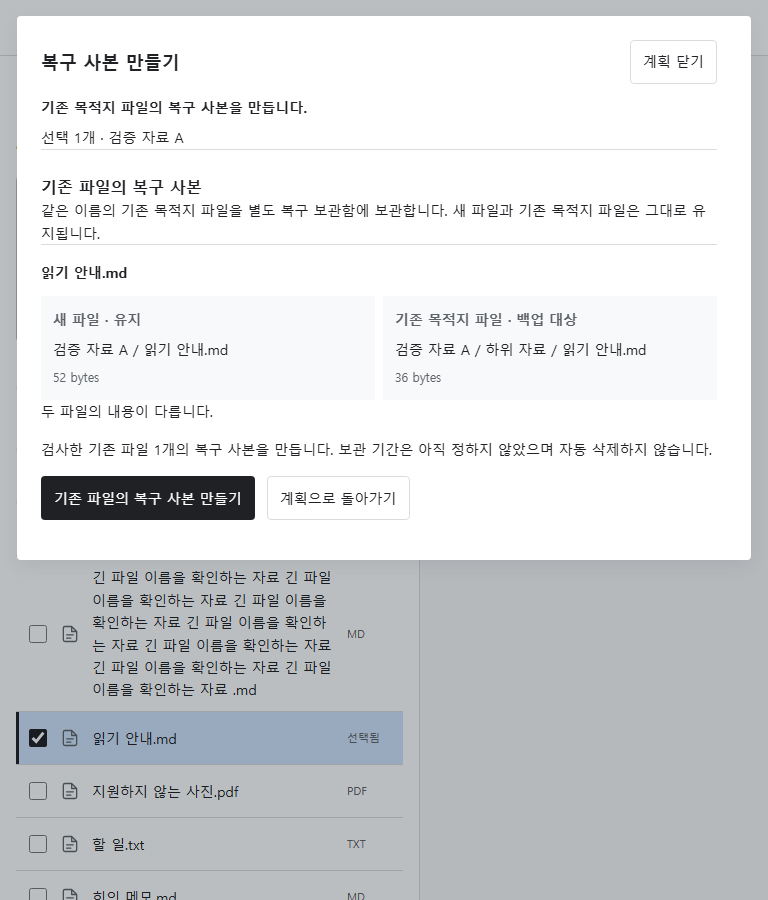 복구 사본 만들기
계획 닫기
기존 목적지 파일의 복구 사본을 만듭니다.
선택 1개 · 검증 자료 A
기존 파일의 복구 사본
같은 이름의 기존 목적지 파일을 별도 복구 보관함에 보관합니다. 새 파일과 기존 목적지 파일은 그대로 유
지됩니다.
읽기 안내.md
새 파일 · 유지
검증 자료 A / 읽기 안내.md
52 bytes
기존 목적지 파일 · 백업 대상
검증 자료 A / 하위 자료 / 읽기 안내.md
36 bytes
두 파일의 내용이 다릅니다.
검사한 기존 파일 1개의 복구 사본을 만듭니다. 보관 기간은 아직 정하지 않았으며 자동 삭제하지 않습니다.
기존 파일의 복구 사본 만들기
계획으로 돌아가기
긴 파일 이름을 확인하는 자료 긴 파일
이름을 확인하는 자료 긴 파일 이름을
확인하는 자료 긴 파일 이름을 확인하
는 자료 긴 파일 이름을 확인하는 자료
긴 파일 이름을 확인하는 자료 긴 파일
이름을 확인하는 자료 .md
MD
읽기 안내.md
선택됨
지원하지 않는 사진.pdf
PDF
할 일.txt
TXT
회의 메모.md
MD